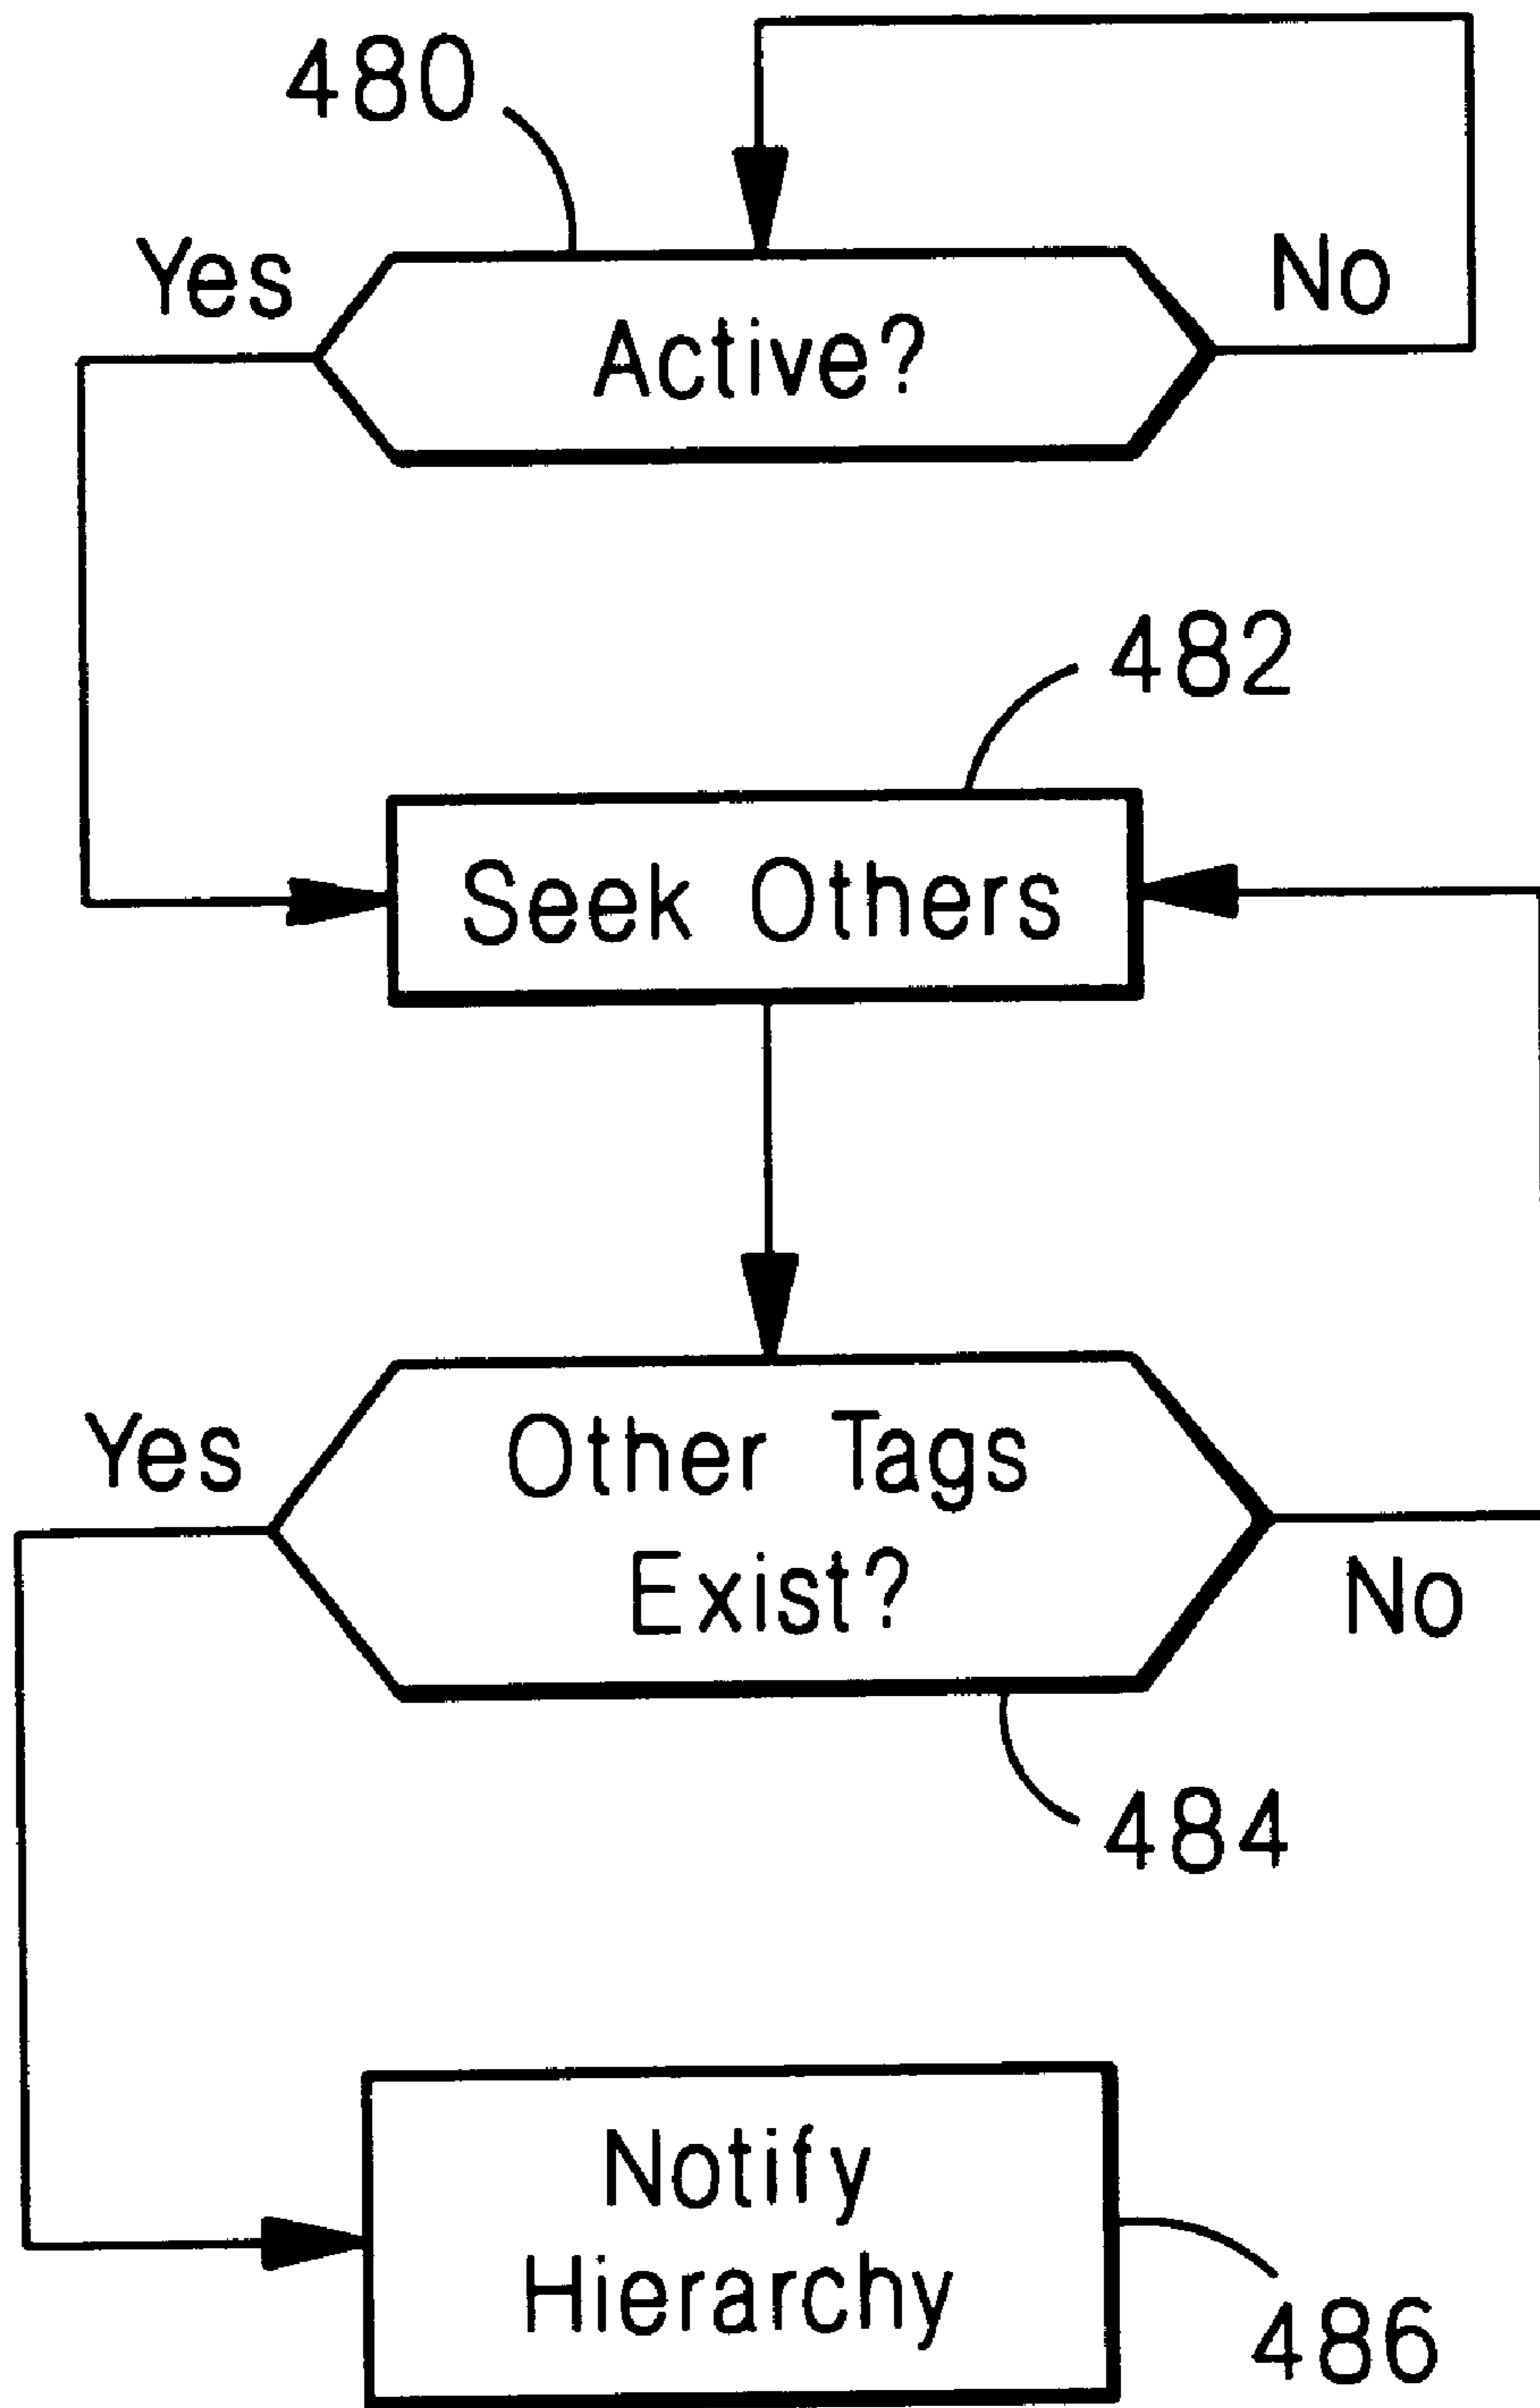 480
Yes
No
Active?
482
Seek Others
Yes
Other Tags
Exist?
No
484
Notify
Hierarchy
486